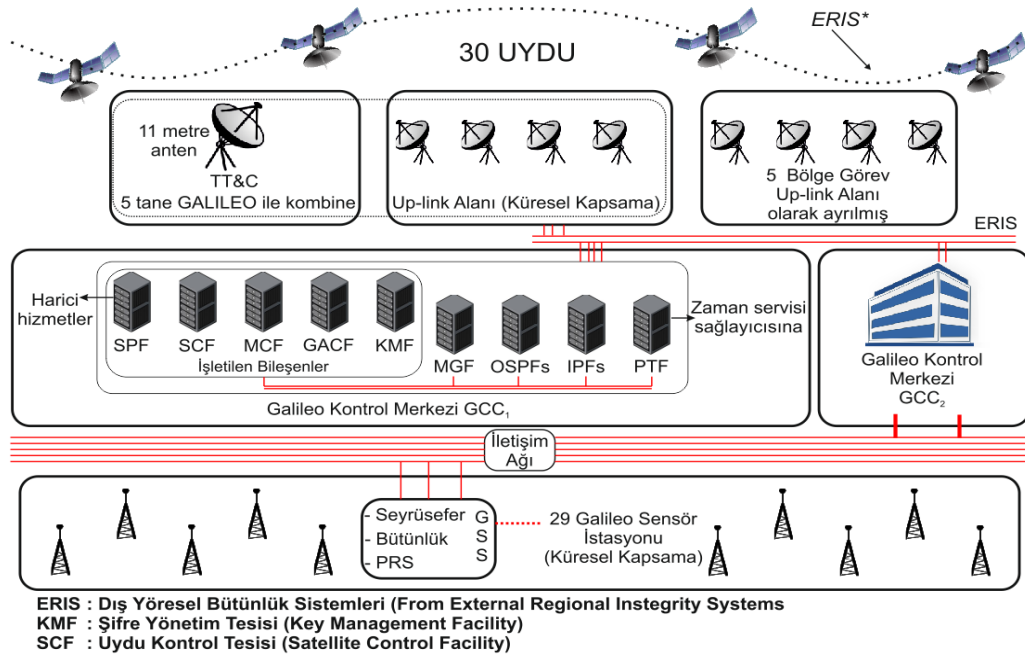 ERIS*
30 UYDU
11 metre
anten
TT&C
5 tane GALILEO ile kombine
Up-link Alanı (Küresel Kapsama)
5 Bölge Görev
Up-link Alanı
olarak ayrılmış
ERIS
Harici
hizmetler
SPF
SCF
MCF
GACF
KMF
İşletilen Bileşenler
MGF
OSPFs
IPFs
PTF
Zaman servisi
sağlayıcısına
Galileo Kontrol Merkezi GCC₁
Galileo Kontrol
Merkezi
GCC₂
İletişim
Ağı
- Seyrüsefer
- Bütünlük
- PRS
G
S
S
29 Galileo Sensör
İstasyonu
(Küresel Kapsama)
ERIS : Dış Yöresel Bütünlük Sistemleri (From External Regional Instegrity Systems
KMF : Şifre Yönetim Tesisi (Key Management Facility)
SCF : Uydu Kontrol Tesisi (Satellite Control Facility)